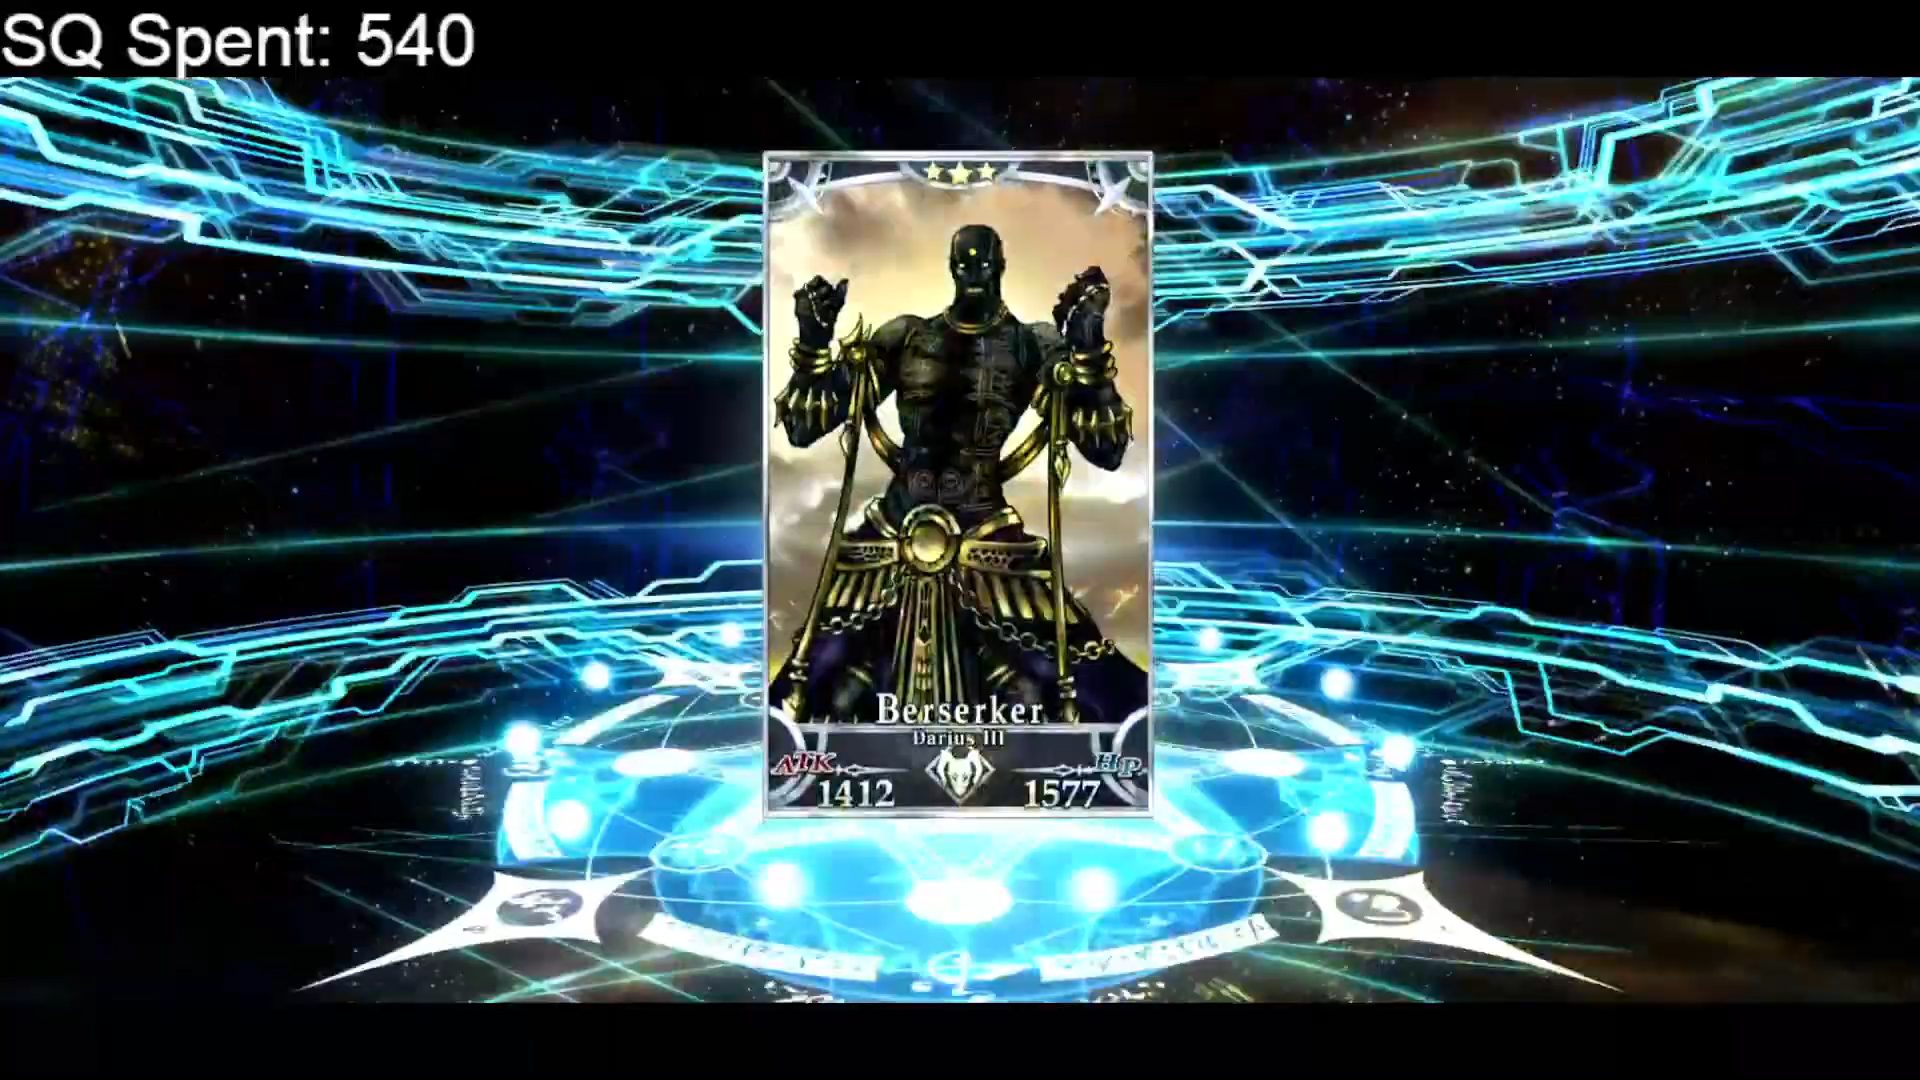 SQ Spent: 540
Berserker
Darius III
ATK
HP
1412
1577